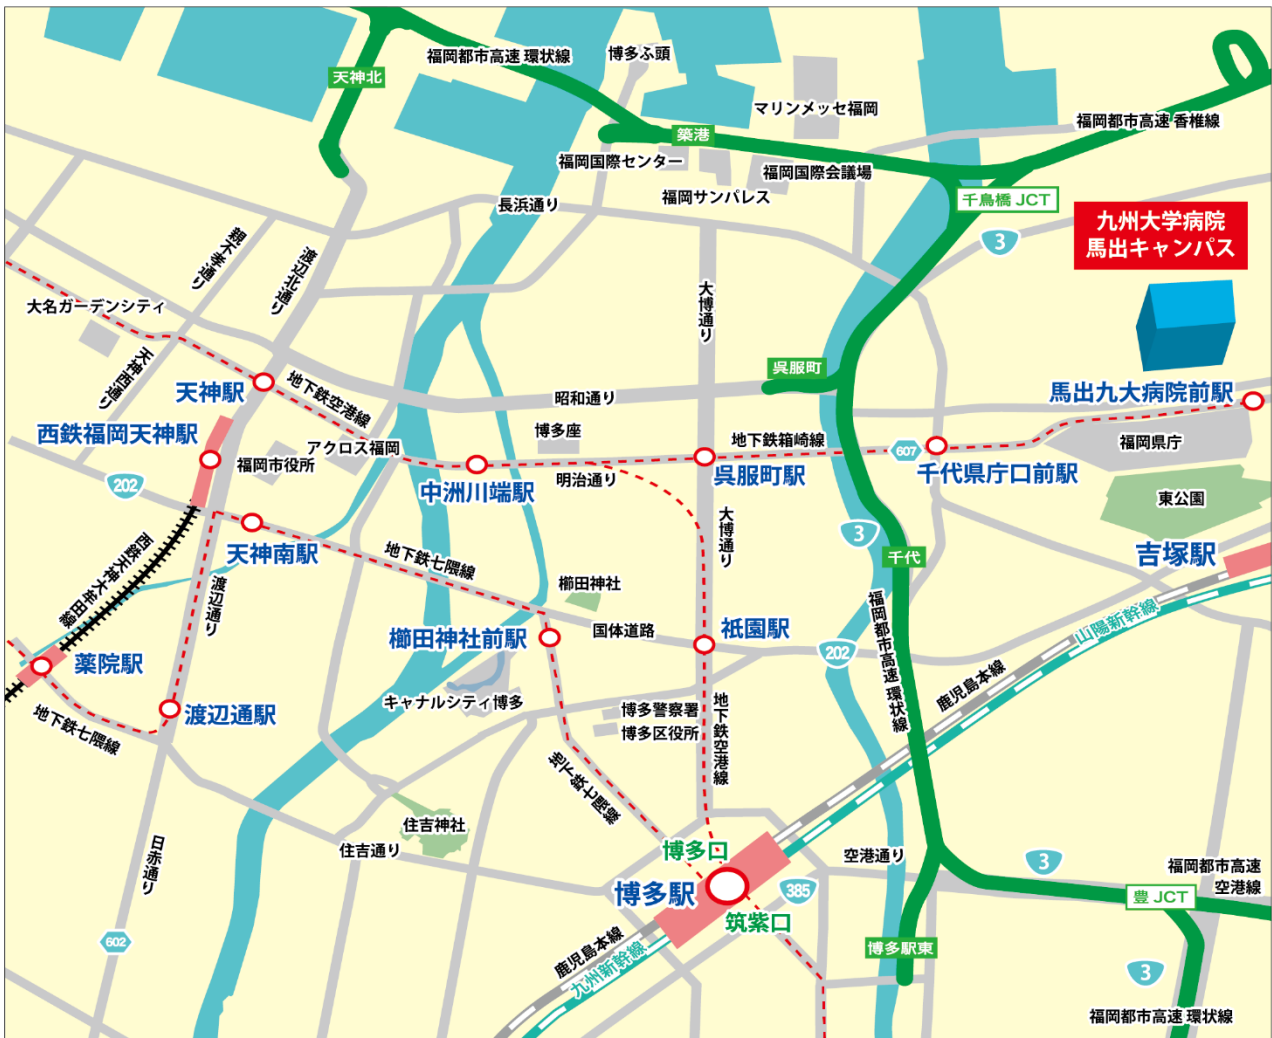 福岡都市高速 環状線
博多ふ頭
天神北
マリンメッセ福岡
築港
福岡都市高速 香椎線
福岡国際センター
福岡国際会議場
福岡サンパレス
長浜通り
千鳥橋 JCT
3
九州大学病院
馬出キャンパス
親不孝通り
渡辺北通り
大名ガーデンシティ
大博通り
天神西通り
呉服町
天神駅
地下鉄空港線
昭和通り
馬出九大病院前駅
西鉄福岡天神駅
博多座
地下鉄箱崎線
福岡県庁
アクロス福岡
福岡市役所
607
千代県庁口前駅
呉服町駅
明治通り
中洲川端駅
202
東公園
大博通り
3
天神南駅
地下鉄七隈線
千代
吉塚駅
西鉄天神大牟田線
渡辺通り
櫛田神社
福岡都市高速 環状線
山陽新幹線
国体道路
祇園駅
櫛田神社前駅
202
薬院駅
鹿児島本線
キャナルシティ博多
渡辺通駅
博多警察署
博多区役所
地下鉄空港線
地下鉄七隈線
地下鉄七隈線
住吉神社
日赤通り
住吉通り
博多口
空港通り
3
福岡都市高速
空港線
博多駅
385
豊 JCT
筑紫口
602
鹿児島本線
九州新幹線
博多駅東
3
福岡都市高速 環状線